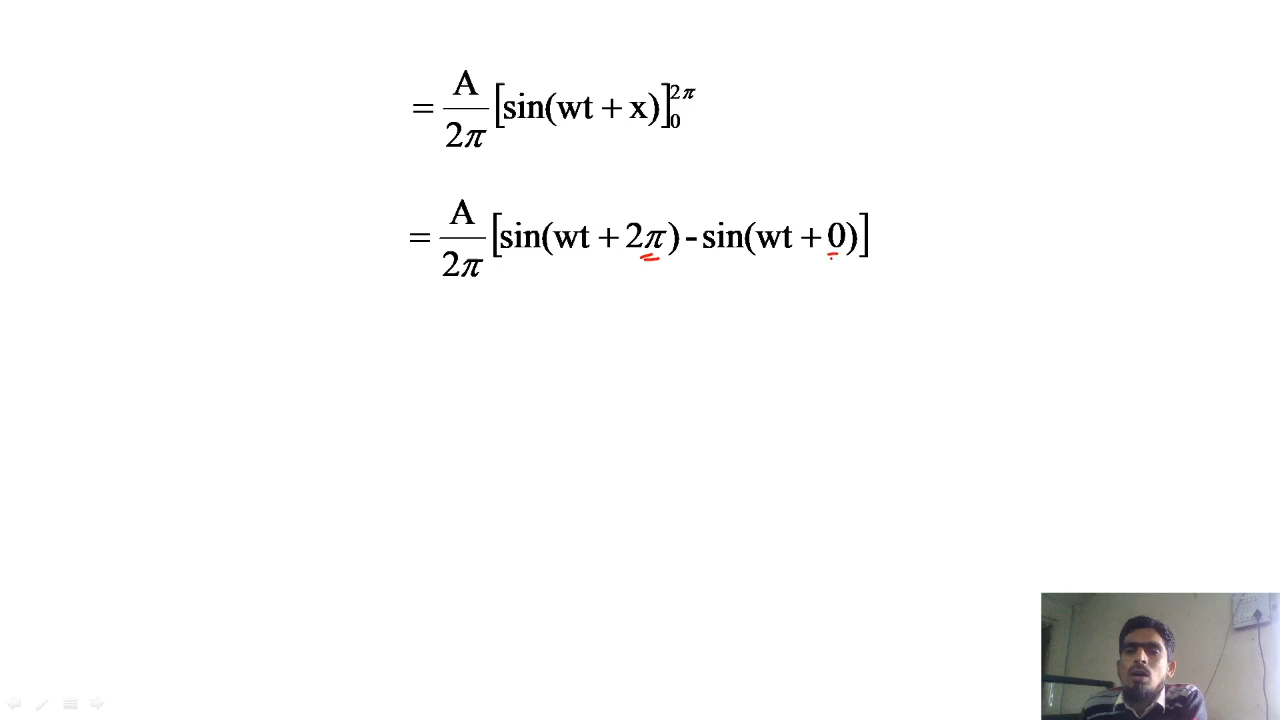 = A/2π [sin(wt + x)]₀^2π
= A/2π [sin(wt + 2π) - sin(wt + 0)]